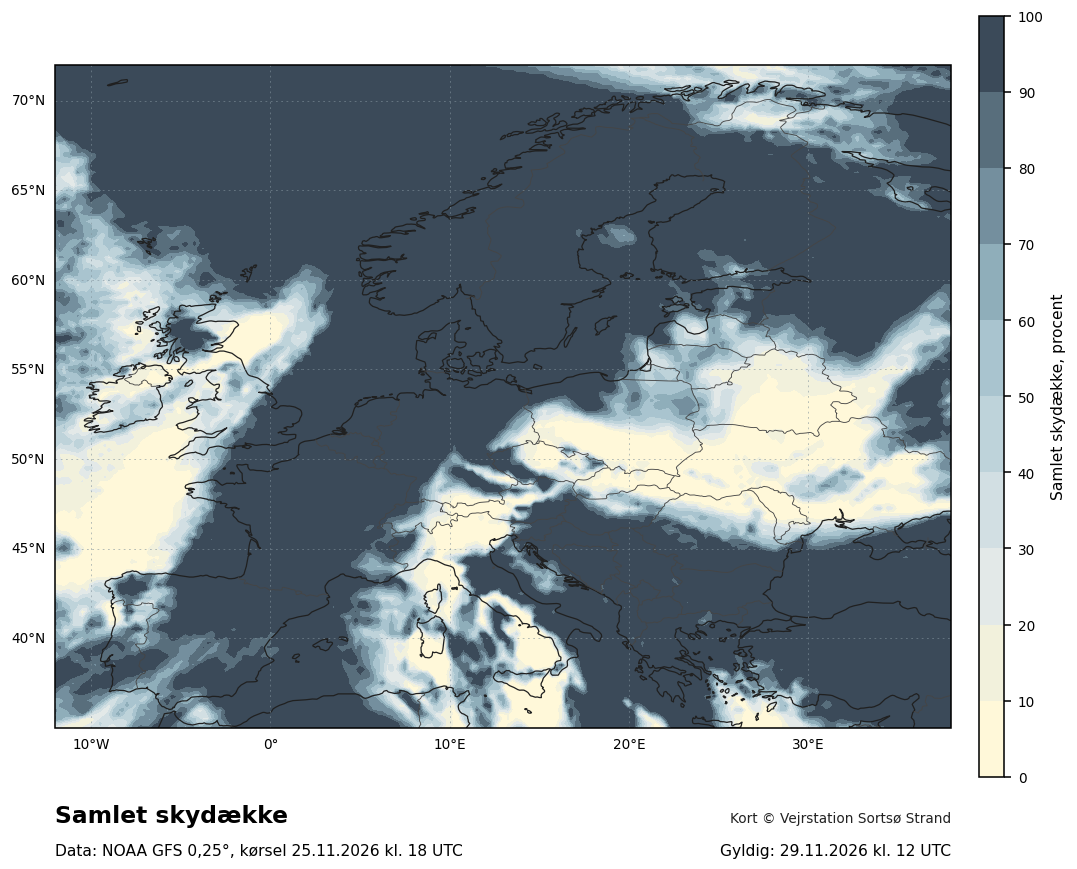 70°N
65°N
60°N
55°N
50°N
45°N
40°N
10°W
0°
10°E
20°E
30°E
100
90
80
70
60
50
40
30
20
10
0
Samlet skydække, procent
Samlet skydække
Kort © Vejrstation Sortsø Strand
Data: NOAA GFS 0,25°, kørsel 25.11.2026 kl. 18 UTC
Gyldig: 29.11.2026 kl. 12 UTC